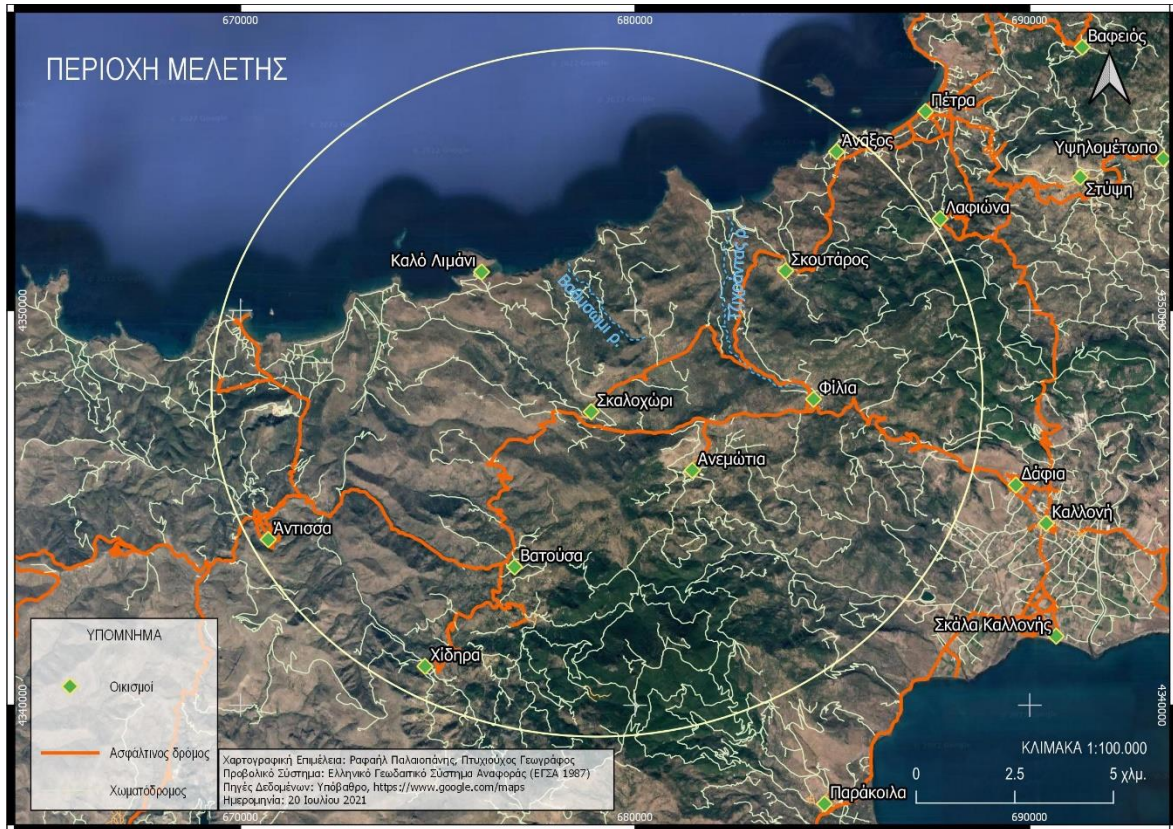 670000
680000
690000
ΠΕΡΙΟΧΗ ΜΕΛΕΤΗΣ
Βαφειός
Πέτρα
Άναξος
Υψηλομέτωπο
Στύψη
Λαφιώνα
Σκουτάρος
Καλό Λιμάνι
Τσιχράντας ρ.
4350000
4350000
Φίλια
Σκαλοχώρι
Ανεμώτια
Δάφια
Καλλονή
Άντισσα
Βατούσα
Σκάλα Καλλονής
Χίδηρα
ΥΠΟΜΝΗΜΑ
Οικισμοί
Ασφάλτινος δρόμος
Χωματόδρομος
4340000
4340000
Χαρτογραφική Επιμέλεια: Ραφαήλ Παλαιοπάνης, Πτυχιούχος Γεωγράφος
Προβολικό Σύστημα: Ελληνικό Γεωδαιτικό Σύστημα Αναφοράς (ΕΓΣΑ 1987)
Πηγές Δεδομένων: Υπόβαθρο, https://www.google.com/maps
Ημερομηνία: 20 Ιουλίου 2021
ΚΛΙΜΑΚΑ 1:100.000
0 2.5 5 χλμ.
Παράκοιλα
670000
680000
690000